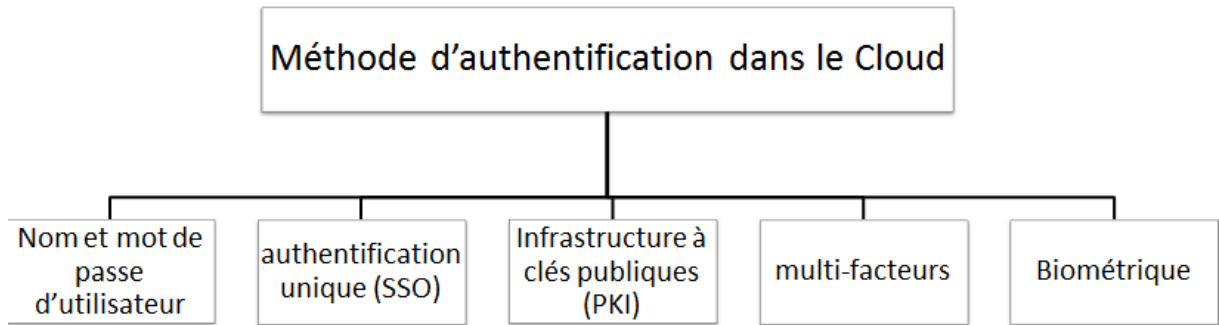 Méthode d'authentification dans le Cloud
Nom et mot de
passe
d'utilisateur
authentification
unique (SSO)
Infrastructure à
clés publiques
(PKI)
multi-facteurs
Biométrique